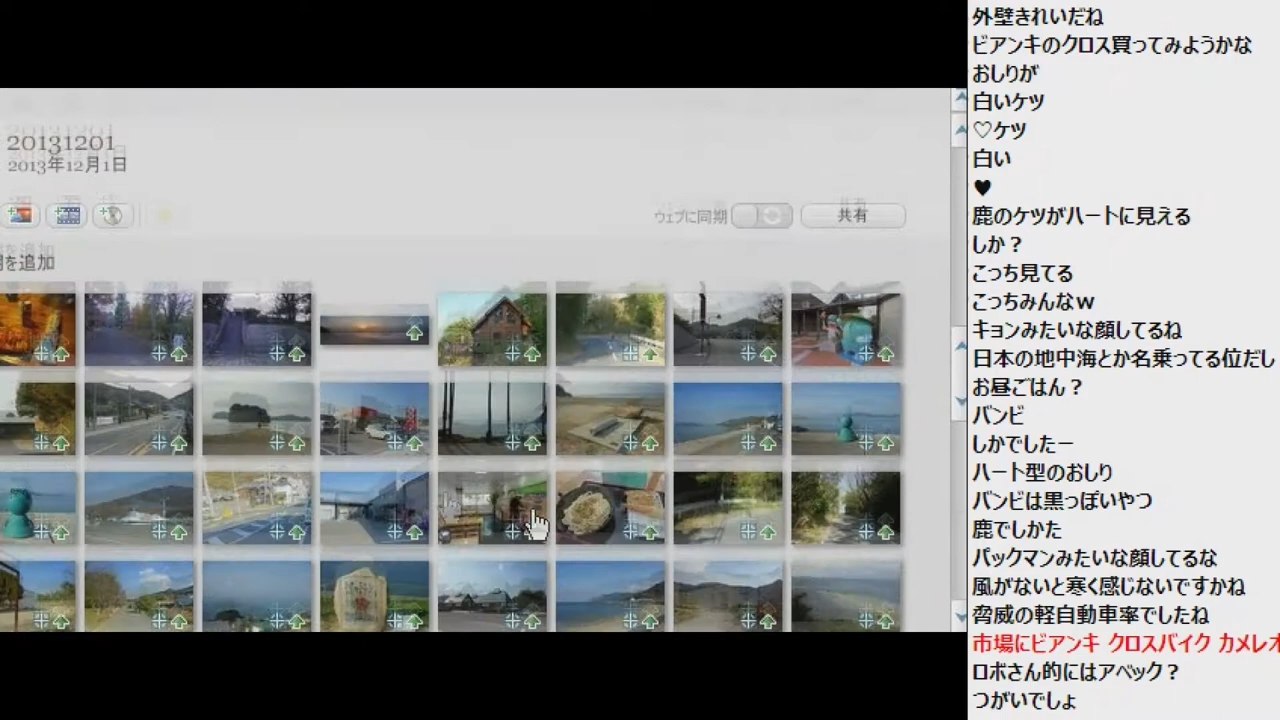 20131201
2013年12月1日
ウェブに同期
共有
を追加
外壁きれいだね
ビアンキのクロス買ってみようかな
おしりが
白いケツ
♡ケツ
白い
♥
鹿のケツがハートに見える
しか？
こっち見てる
こっちみんなｗ
キョンみたいな顔してるね
日本の地中海とか名乗ってる位だし
お昼ごはん？
バンビ
しかでしたー
ハート型のおしり
バンビは黒っぽいやつ
鹿でしかた
パックマンみたいな顔してるな
風がないと寒く感じないですかね
脅威の軽自動車率でしたね
市場にビアンキ クロスバイク カメレオ
ロボさん的にはアベック？
つがいでしょ